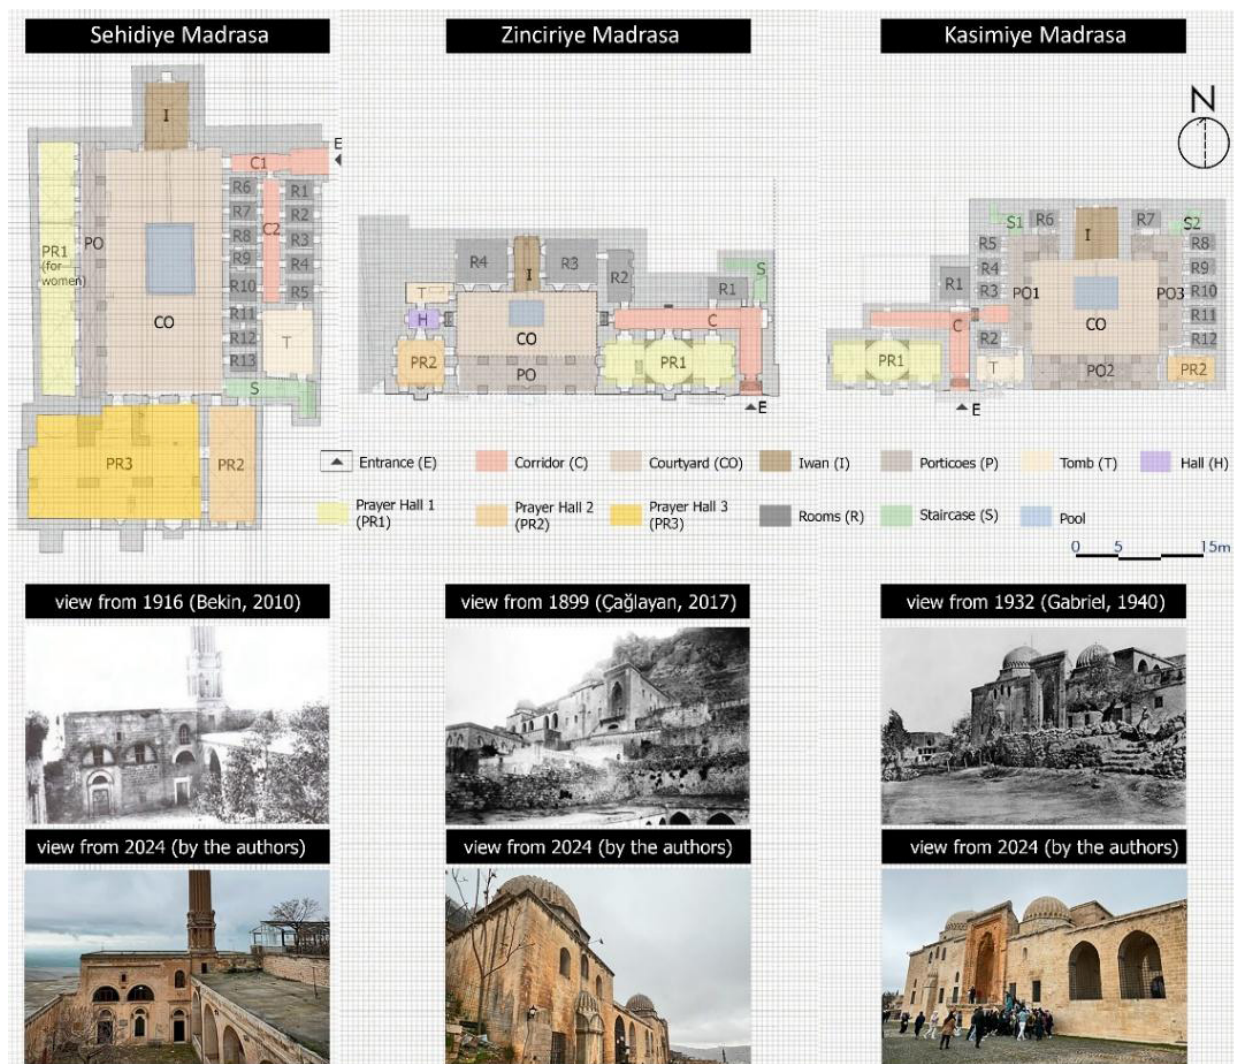 Sehidiye Madrasa
Zinciriye Madrasa
Kasimiye Madrasa
N
I
E
C1
R6
R1
R7
R2
C2
R8
R3
PO
PR1
(for
women)
R9
R4
R10
R5
R11
CO
R12
T
R13
S
PR3
PR2
R4
I
R3
R2
S
T
R1
H
C
CO
PR2
PR1
PO
E
S1
R6
R7
S2
I
R5
R8
R4
R9
R1
R3
PO1
PO3
R10
C
CO
R11
R2
R12
PR1
T
PO2
PR2
E
Entrance (E)
Corridor (C)
Courtyard (CO)
Iwan (I)
Porticoes (P)
Tomb (T)
Hall (H)
Prayer Hall 1
(PR1)
Prayer Hall 2
(PR2)
Prayer Hall 3
(PR3)
Rooms (R)
Staircase (S)
Pool
0 5 15m
view from 1916 (Bekin, 2010)
view from 1899 (Çağlayan, 2017)
view from 1932 (Gabriel, 1940)
view from 2024 (by the authors)
view from 2024 (by the authors)
view from 2024 (by the authors)